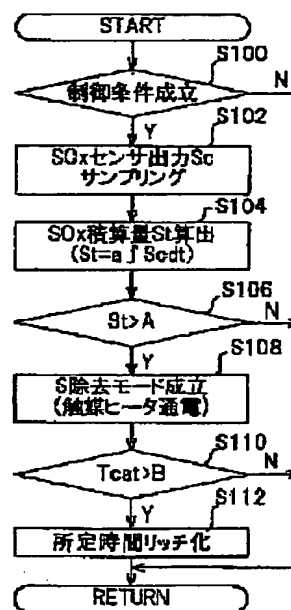 START
S100
制御条件成立
N
Y
S102
SOxセンサ出力Sc
サンプリング
S104
SOx積算量St算出
(St=a∫Scdt)
S106
St>A
N
Y
S108
S除去モード成立
(触媒ヒータ通電)
S110
Tcat>B
N
Y
S112
所定時間リッチ化
RETURN